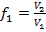 f₁ = V₂/V₁